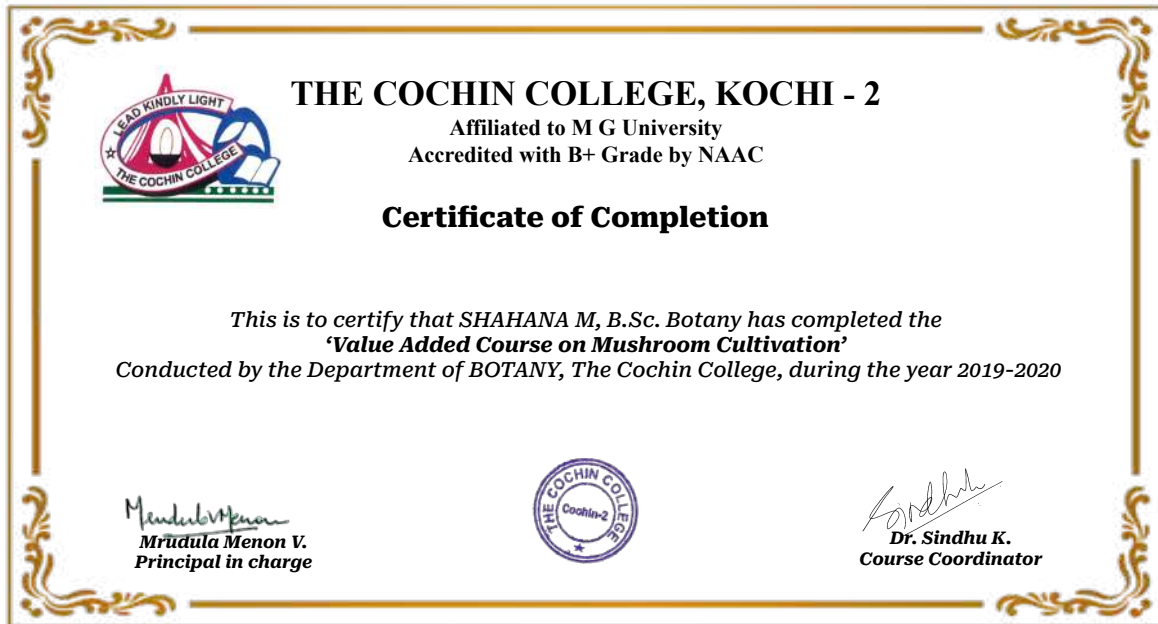 LEAD KINDLY LIGHT
THE COCHIN COLLEGE
THE COCHIN COLLEGE, KOCHI - 2
Affiliated to M G University
Accredited with B+ Grade by NAAC
Certificate of Completion
This is to certify that SHAHANA M, B.Sc. Botany has completed the
‘Value Added Course on Mushroom Cultivation’
Conducted by the Department of BOTANY, The Cochin College, during the year 2019-2020
THE COCHIN COLLEGE
Cochin-2
Sindhu
Mrudula Menon V.
Principal in charge
Dr. Sindhu K.
Course Coordinator